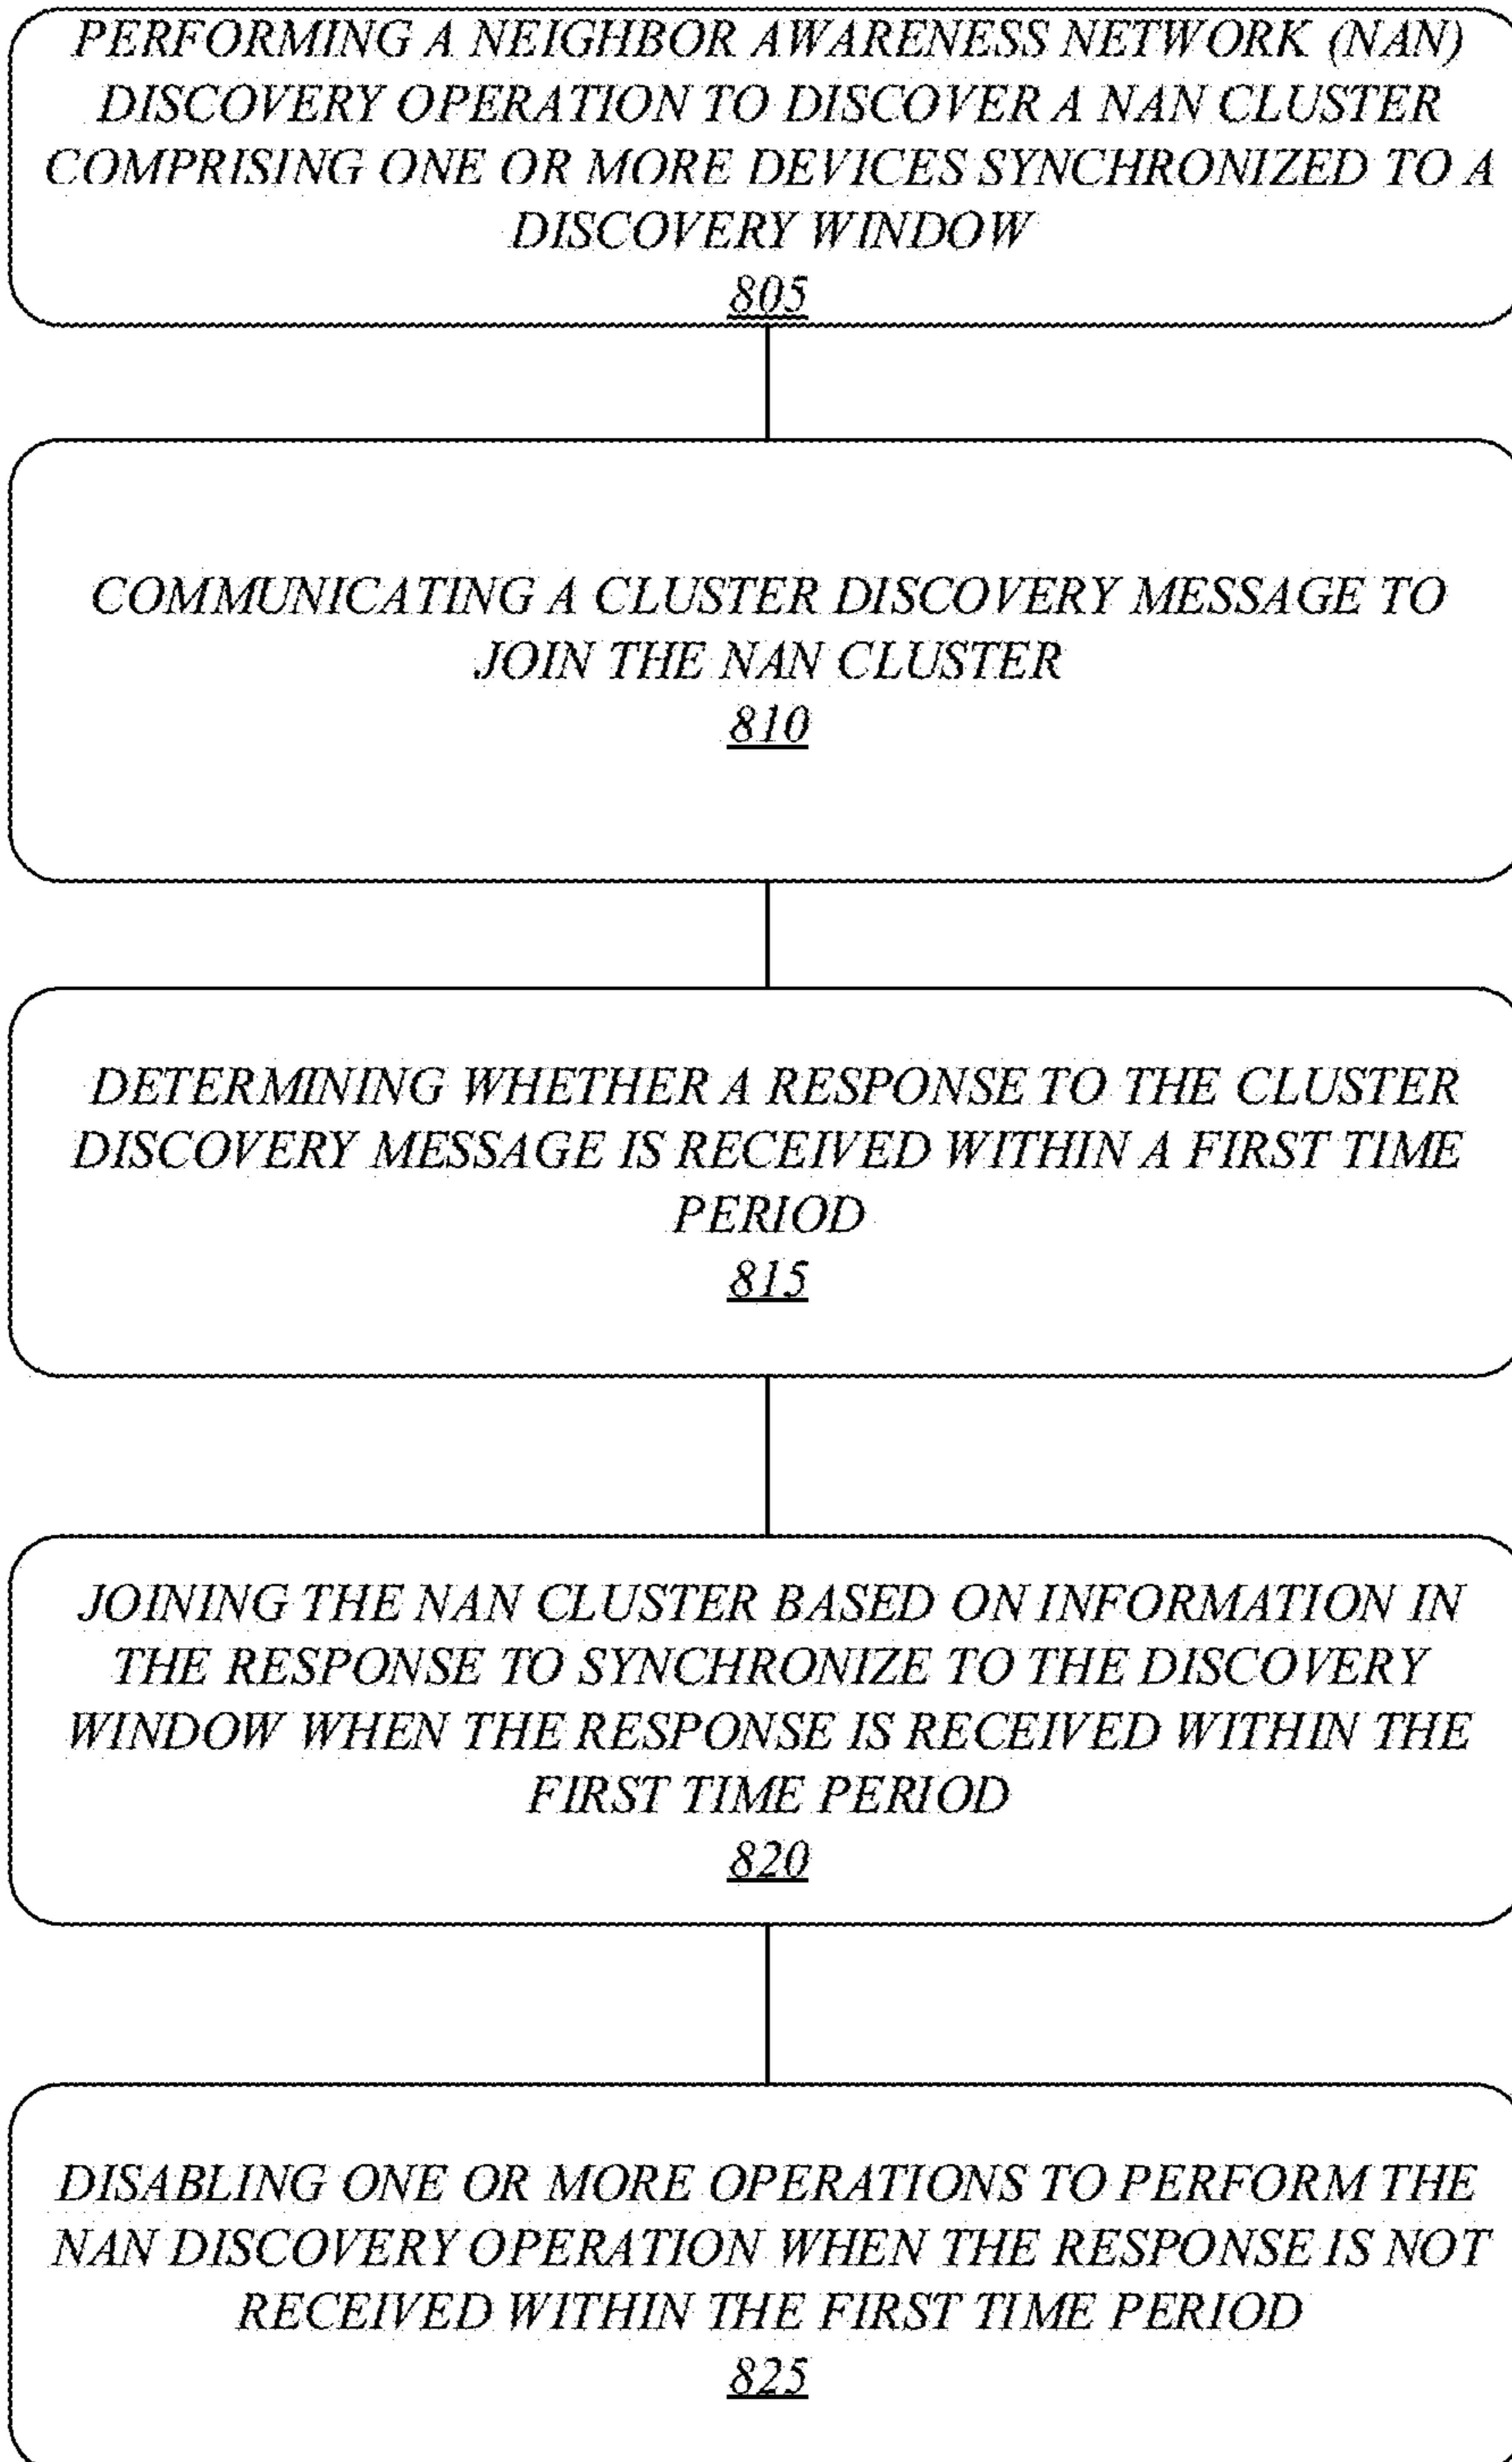 PERFORMING A NEIGHBOR AWARENESS NETWORK (NAN)
DISCOVERY OPERATION TO DISCOVER A NAN CLUSTER
COMPRISING ONE OR MORE DEVICES SYNCHRONIZED TO A
DISCOVERY WINDOW
805
COMMUNICATING A CLUSTER DISCOVERY MESSAGE TO
JOIN THE NAN CLUSTER
810
DETERMINING WHETHER A RESPONSE TO THE CLUSTER
DISCOVERY MESSAGE IS RECEIVED WITHIN A FIRST TIME
PERIOD
815
JOINING THE NAN CLUSTER BASED ON INFORMATION IN
THE RESPONSE TO SYNCHRONIZE TO THE DISCOVERY
WINDOW WHEN THE RESPONSE IS RECEIVED WITHIN THE
FIRST TIME PERIOD
820
DISABLING ONE OR MORE OPERATIONS TO PERFORM THE
NAN DISCOVERY OPERATION WHEN THE RESPONSE IS NOT
RECEIVED WITHIN THE FIRST TIME PERIOD
825